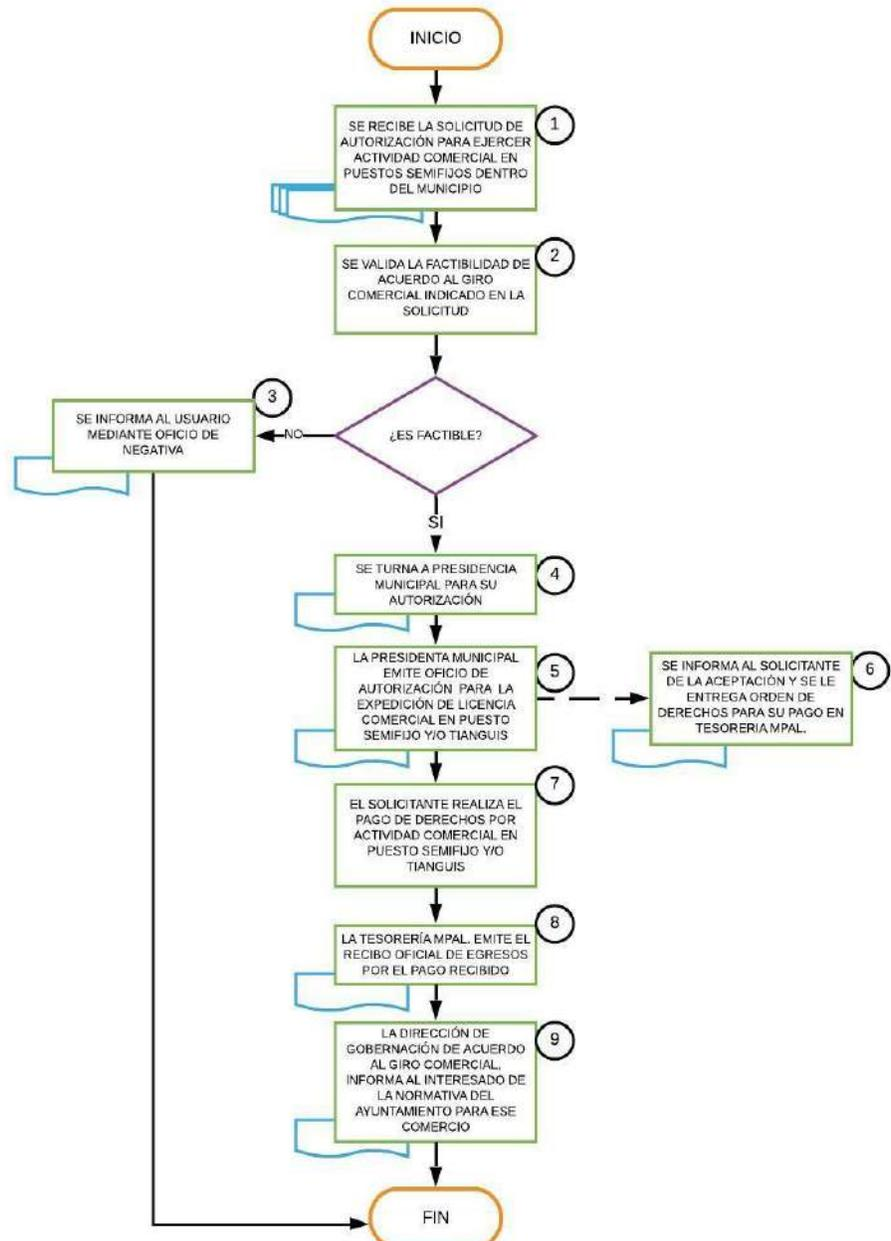 INICIO
1
SE RECIBE LA SOLICITUD DE
AUTORIZACIÓN PARA EJERCER
ACTIVIDAD COMERCIAL EN
PUESTOS SEMIFIJOS DENTRO
DEL MUNICIPIO
2
SE VALIDA LA FACTIBILIDAD DE
ACUERDO AL GIRO
COMERCIAL INDICADO EN LA
SOLICITUD
¿ES FACTIBLE?
NO
3
SE INFORMA AL USUARIO
MEDIANTE OFICIO DE
NEGATIVA
SI
4
SE TURNA A PRESIDENCIA
MUNICIPAL PARA SU
AUTORIZACIÓN
5
LA PRESIDENTA MUNICIPAL
EMITE OFICIO DE
AUTORIZACIÓN PARA LA
EXPEDICIÓN DE LICENCIA
COMERCIAL EN PUESTO
SEMIFIJO Y/O TIANGUIS
6
SE INFORMA AL SOLICITANTE
DE LA ACEPTACIÓN Y SE LE
ENTREGA ORDEN DE
DERECHOS PARA SU PAGO EN
TESORERIA MPAL.
7
EL SOLICITANTE REALIZA EL
PAGO DE DERECHOS POR
ACTIVIDAD COMERCIAL EN
PUESTO SEMIFIJO Y/O
TIANGUIS
8
LA TESORERÍA MPAL. EMITE EL
RECIBO OFICIAL DE EGRESOS
POR EL PAGO RECIBIDO
9
LA DIRECCIÓN DE
GOBERNACIÓN DE ACUERDO
AL GIRO COMERCIAL,
INFORMA AL INTERESADO DE
LA NORMATIVA DEL
AYUNTAMIENTO PARA ESE
COMERCIO
FIN